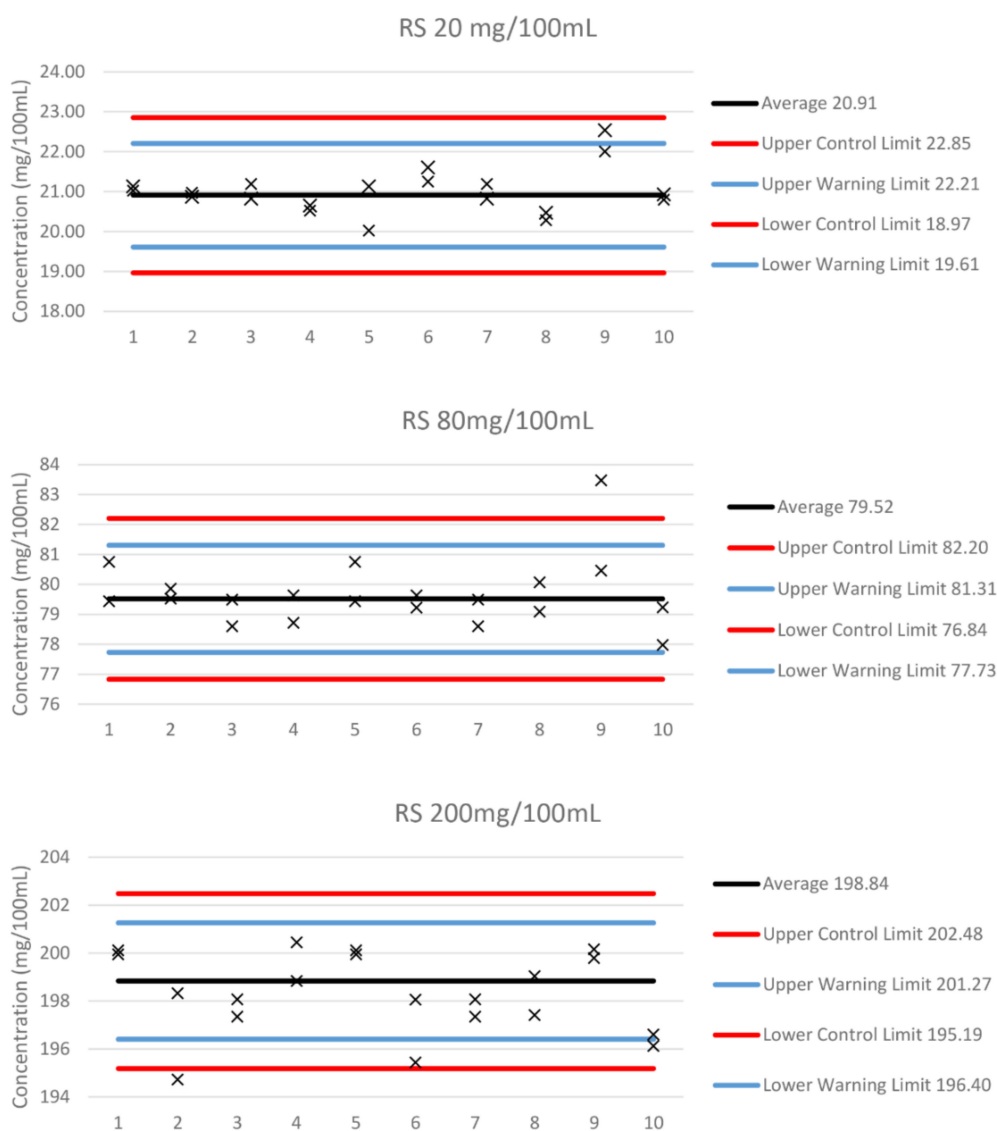 RS 20 mg/100mL
Concentration (mg/100mL)
24.00
23.00
22.00
21.00
20.00
19.00
18.00
1 2 3 4 5 6 7 8 9 10
Average 20.91
Upper Control Limit 22.85
Upper Warning Limit 22.21
Lower Control Limit 18.97
Lower Warning Limit 19.61
RS 80mg/100mL
Concentration (mg/100mL)
84
83
82
81
80
79
78
77
76
1 2 3 4 5 6 7 8 9 10
Average 79.52
Upper Control Limit 82.20
Upper Warning Limit 81.31
Lower Control Limit 76.84
Lower Warning Limit 77.73
RS 200mg/100mL
Concentration (mg/100mL)
204
202
200
198
196
194
1 2 3 4 5 6 7 8 9 10
Average 198.84
Upper Control Limit 202.48
Upper Warning Limit 201.27
Lower Control Limit 195.19
Lower Warning Limit 196.40